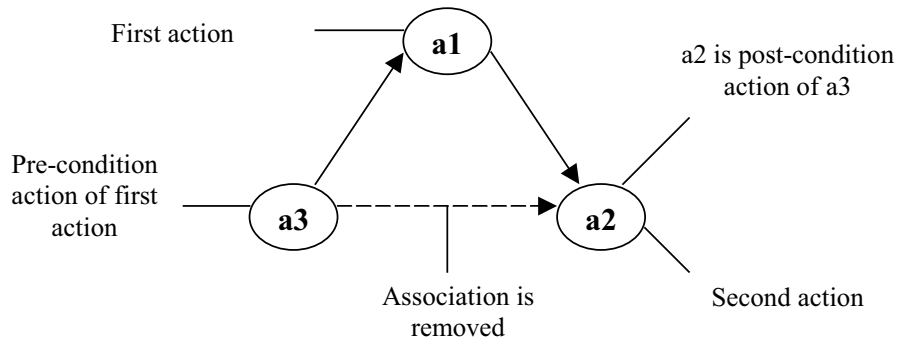 First action
a1
a2 is post-condition
action of a3
Pre-condition
action of first
action
a3
a2
Association is
removed
Second action